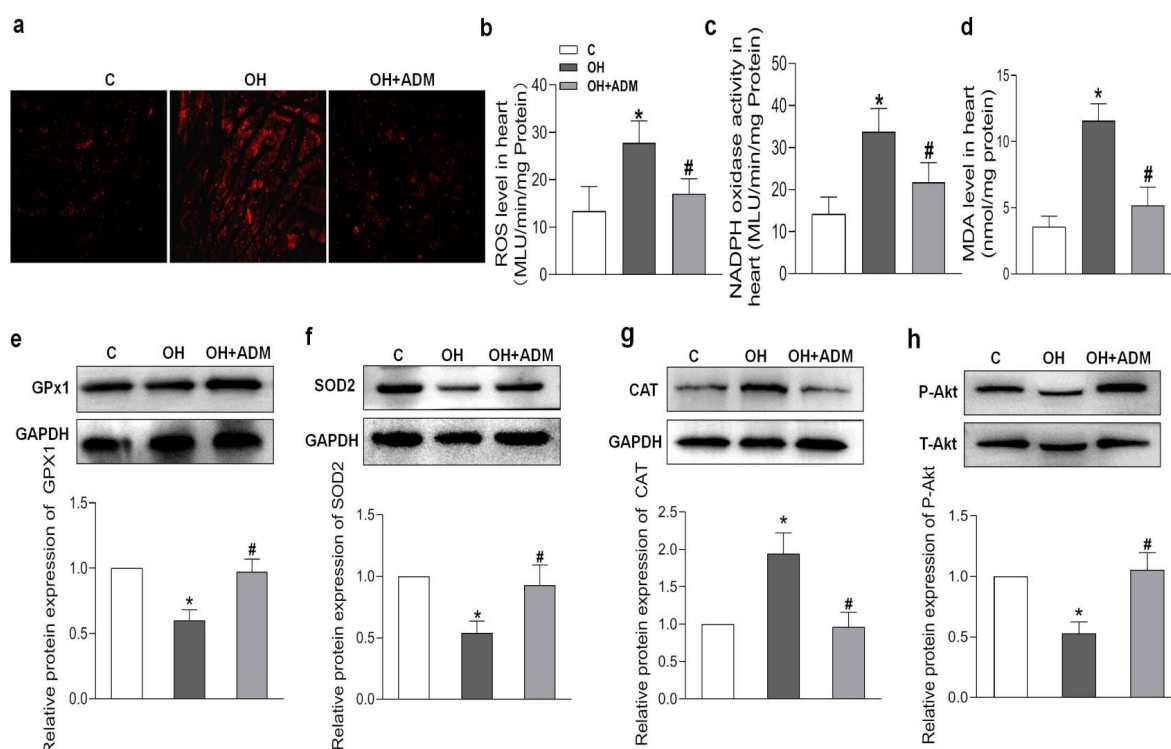 a
C OH OH+ADM
b
C
OH
OH+ADM
ROS level in heart
(MLU/min/mg Protein)
40
30
20
10
0
*
#
c
NADPH oxidase activity in
heart (MLU/min/mg Protein)
50
40
30
20
10
0
*
#
d
MDA level in heart
(nmol/mg protein)
15
10
5
0
*
#
e
C OH OH+ADM
GPx1
GAPDH
Relative protein expression of GPX1
1.5
1.0
0.5
0.0
*
#
f
C OH OH+ADM
SOD2
GAPDH
Relative protein expression of SOD2
1.5
1.0
0.5
0.0
*
#
g
C OH OH+ADM
CAT
GAPDH
Relative protein expression of CAT
2.5
2.0
1.5
1.0
0.5
0.0
*
#
h
C OH OH+ADM
P-Akt
T-Akt
Relative protein expression of P-Akt
1.5
1.0
0.5
0.0
*
#